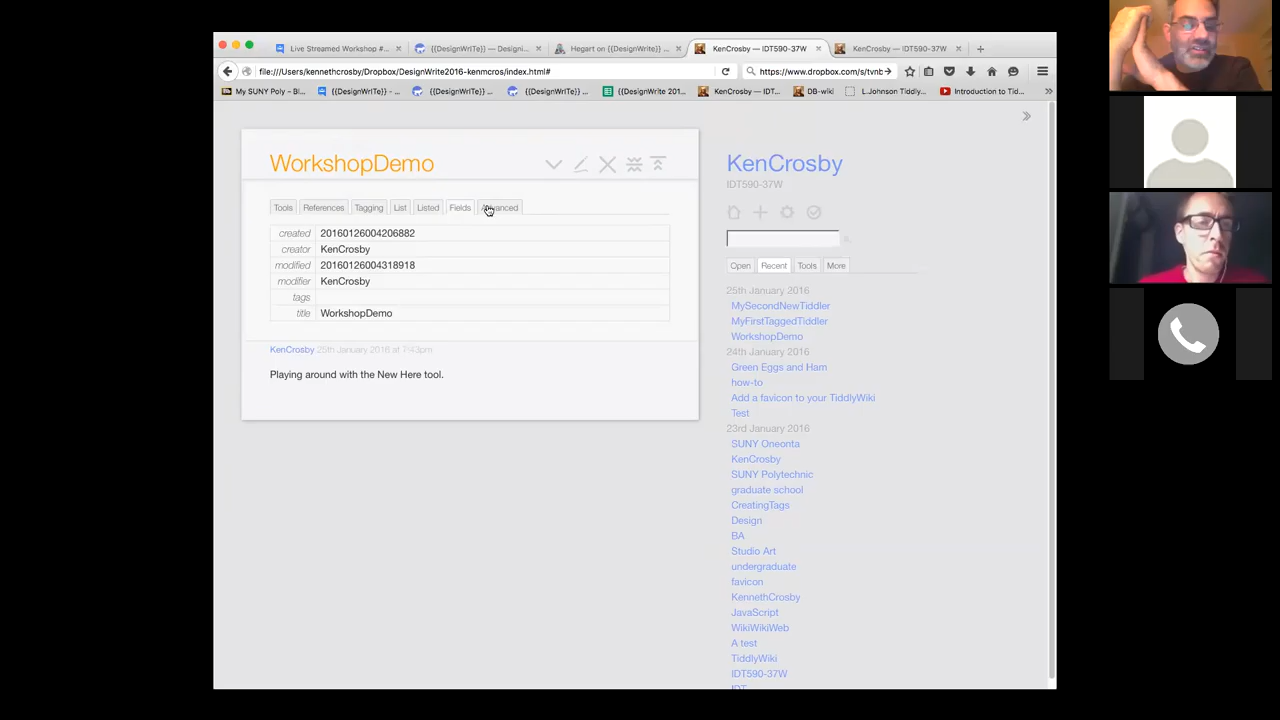 Live Streamed Workshop #...
{{DesignWriTe}} — Designi...
Hegart on {{DesignWriTe}} ...
KenCrosby — IDT590-37W
KenCrosby — IDT590-37W
file:///Users/kennethcrosby/Dropbox/DesignWrite2016-kenmcros/index.html#
https://www.dropbox.com/s/tvnb
My SUNY Poly – Bl...
{{DesignWriTe}} - ...
{{DesignWriTe}} ...
{{DesignWriTe}} ...
{{DesignWrite 201...
KenCrosby — IDT...
DB-wiki
L.Johnson Tiddly...
Introduction to Tid...
WorkshopDemo
Tools References Tagging List Listed Fields Advanced
created 20160126004206882
creator KenCrosby
modified 20160126004318918
modifier KenCrosby
tags
title WorkshopDemo
KenCrosby 25th January 2016 at 7:43pm
Playing around with the New Here tool.
KenCrosby
IDT590-37W
Open Recent Tools More
25th January 2016
MySecondNewTiddler
MyFirstTaggedTiddler
WorkshopDemo
24th January 2016
Green Eggs and Ham
how-to
Add a favicon to your TiddlyWiki
Test
23rd January 2016
SUNY Oneonta
KenCrosby
SUNY Polytechnic
graduate school
CreatingTags
Design
BA
Studio Art
undergraduate
favicon
KennethCrosby
JavaScript
WikiWikiWeb
A test
TiddlyWiki
IDT590-37W
IDT